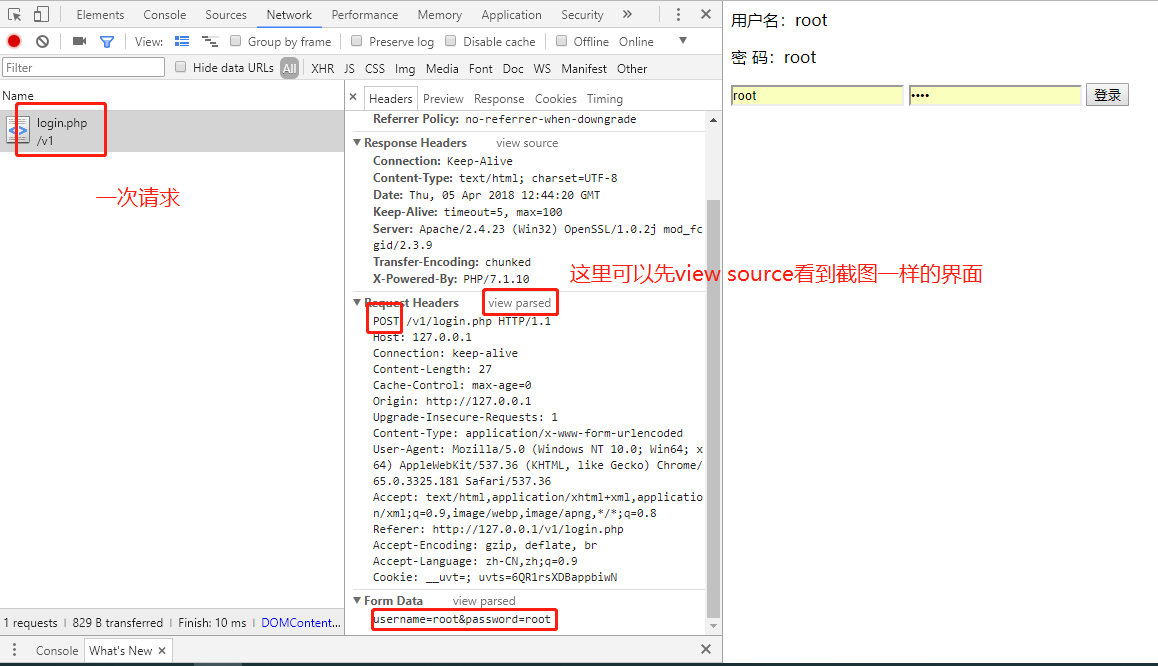 Elements Console Sources Network Performance Memory Application Security »
View: Group by frame Preserve log Disable cache Offline Online
Filter Hide data URLs All XHR JS CSS Img Media Font Doc WS Manifest Other
Name
login.php
/v1
一次请求
1 requests 829 B transferred Finish: 10 ms DOMContent...
Headers Preview Response Cookies Timing
Referrer Policy: no-referrer-when-downgrade
Response Headers view source
Connection: Keep-Alive
Content-Type: text/html; charset=UTF-8
Date: Thu, 05 Apr 2018 12:44:20 GMT
Keep-Alive: timeout=5, max=100
Server: Apache/2.4.23 (Win32) OpenSSL/1.0.2j mod_fc
gid/2.3.9
Transfer-Encoding: chunked
X-Powered-By: PHP/7.1.10
这里可以先view source看到截图一样的界面
Request Headers view parsed
POST /v1/login.php HTTP/1.1
Host: 127.0.0.1
Connection: keep-alive
Content-Length: 27
Cache-Control: max-age=0
Origin: http://127.0.0.1
Upgrade-Insecure-Requests: 1
Content-Type: application/x-www-form-urlencoded
User-Agent: Mozilla/5.0 (Windows NT 10.0; Win64; x
64) AppleWebKit/537.36 (KHTML, like Gecko) Chrome/
65.0.3325.181 Safari/537.36
Accept: text/html,application/xhtml+xml,applicatio
n/xml;q=0.9,image/webp,image/apng,*/*;q=0.8
Referer: http://127.0.0.1/v1/login.php
Accept-Encoding: gzip, deflate, br
Accept-Language: zh-CN,zh;q=0.9
Cookie: __uvt=; uvts=6QR1rsXDBappbiwN
Form Data view parsed
username=root&password=root
Console What's New
用户名：root
密 码：root
root •••• 登录